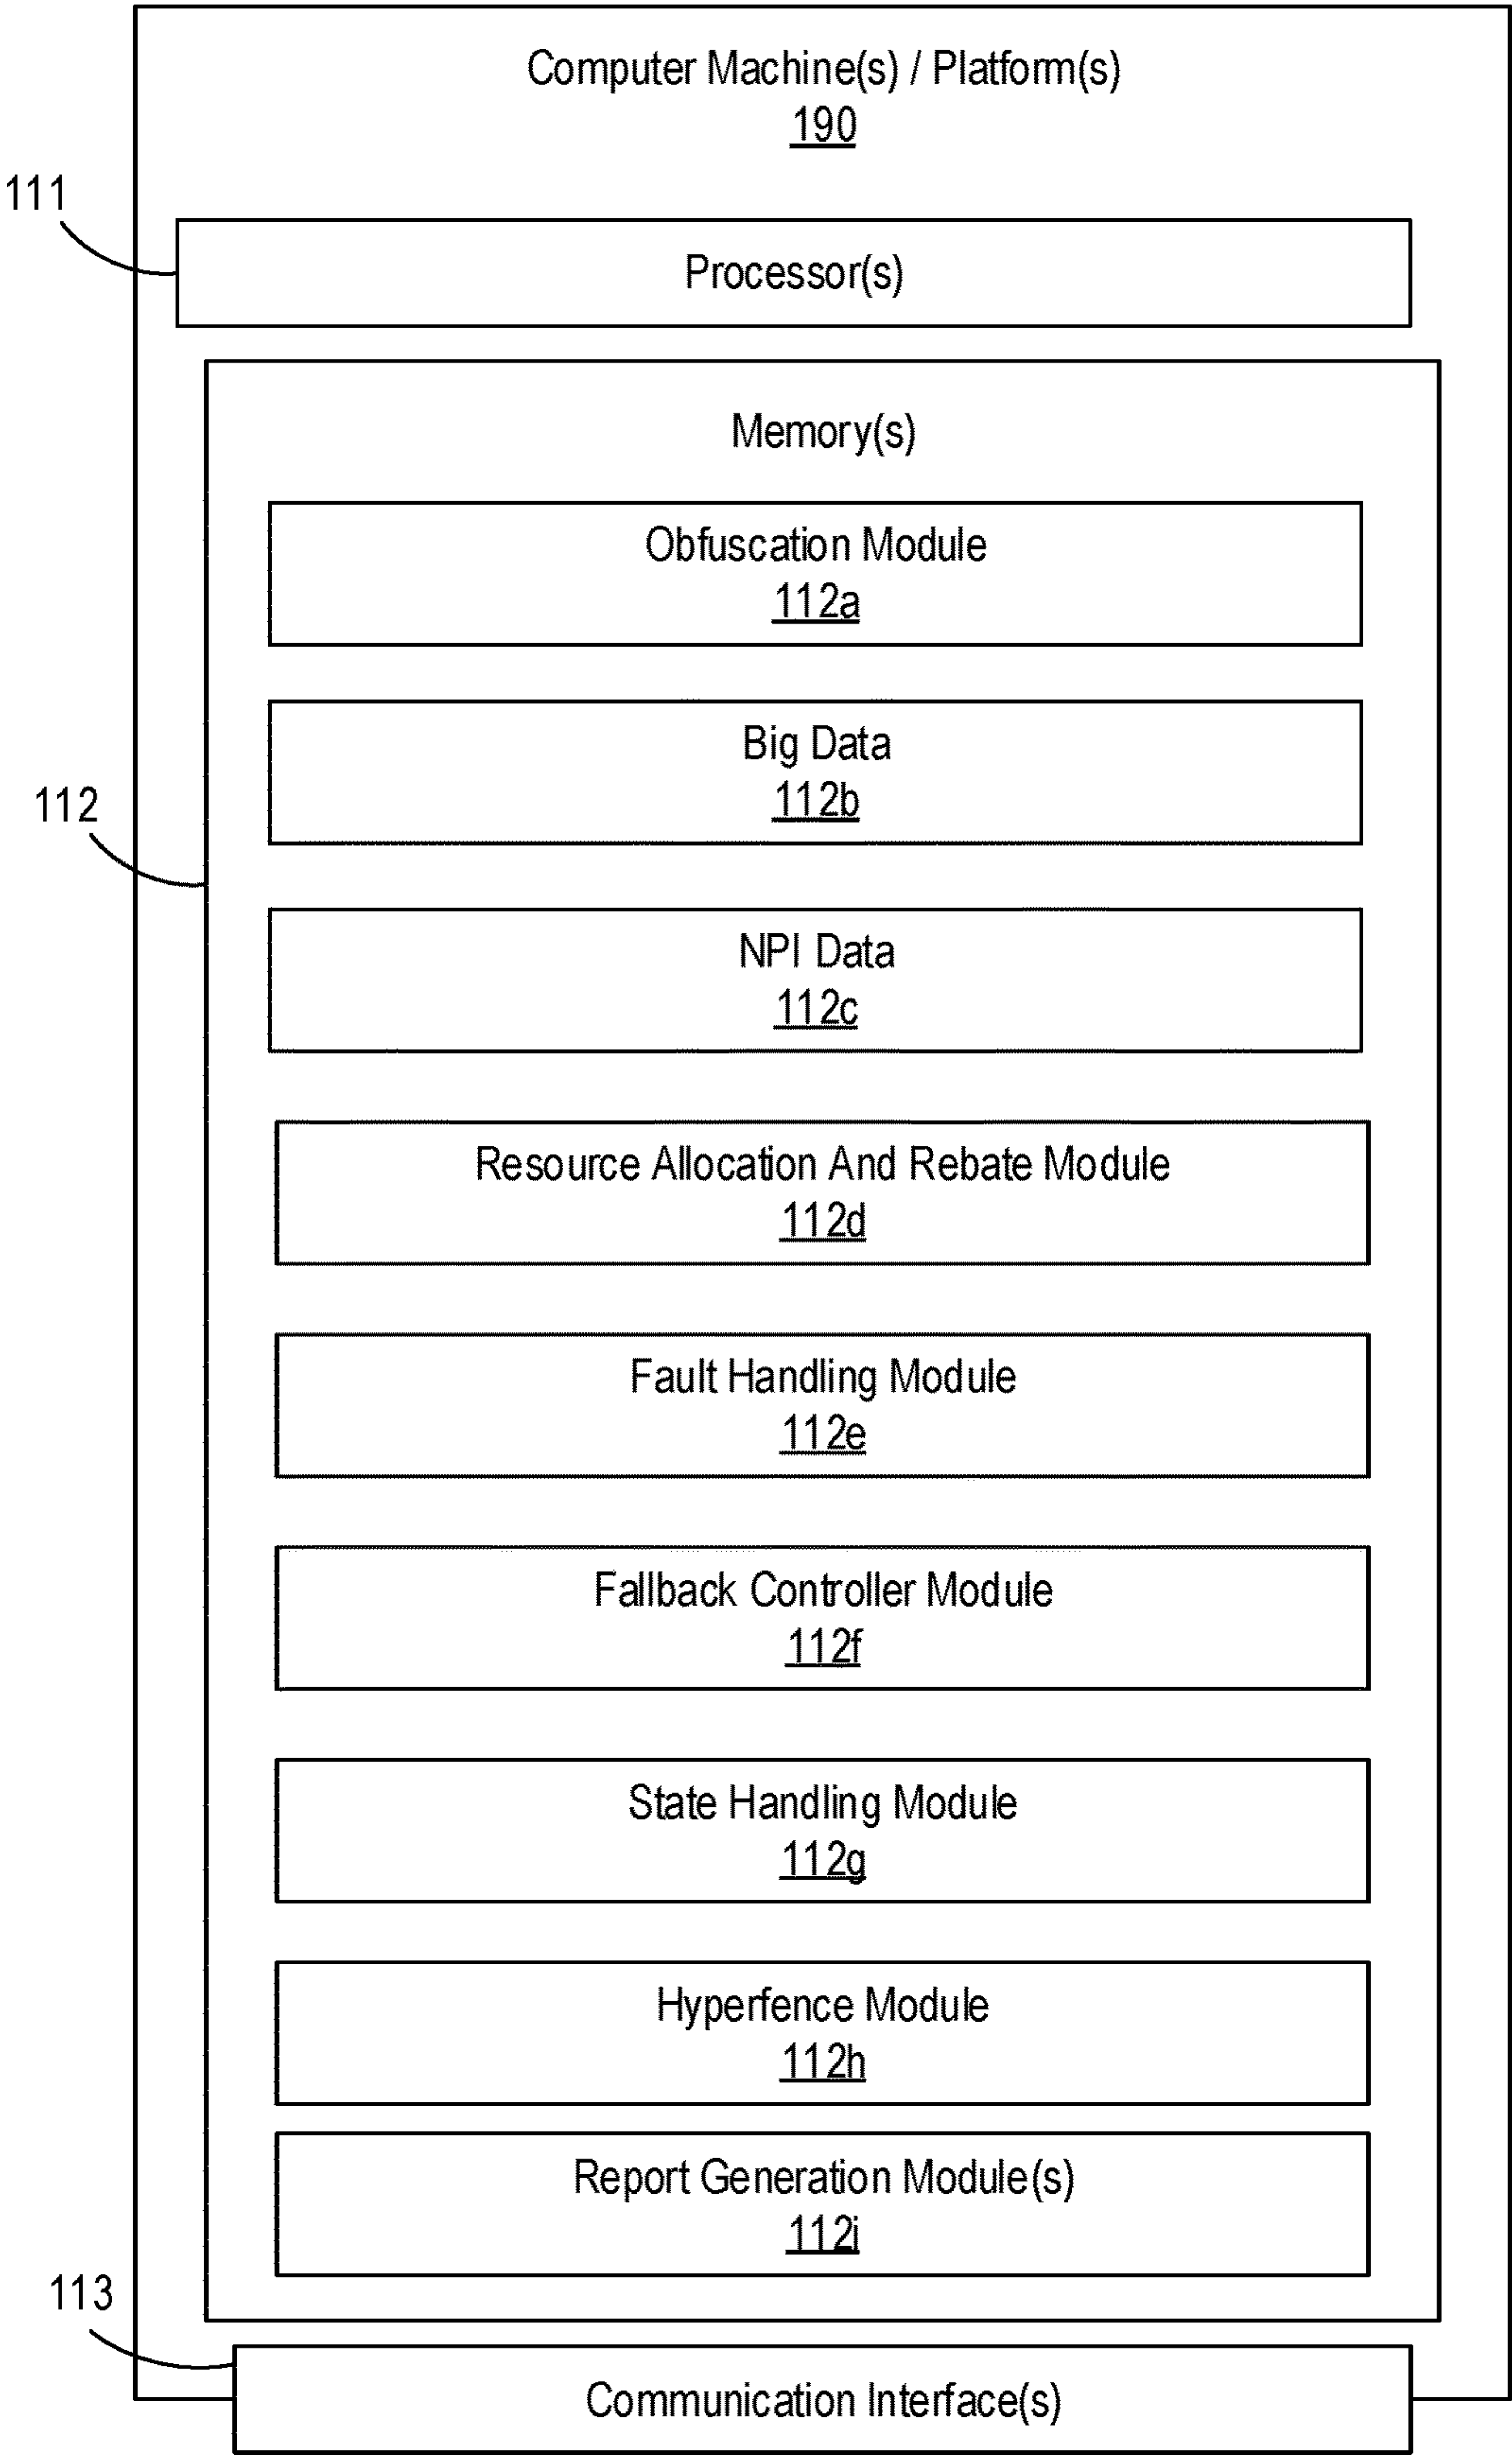 Computer Machine(s) / Platform(s)
190
111
Processor(s)
Memory(s)
Obfuscation Module
112a
Big Data
112b
112
NPI Data
112c
Resource Allocation And Rebate Module
112d
Fault Handling Module
112e
Fallback Controller Module
112f
State Handling Module
112g
Hyperfence Module
112h
Report Generation Module(s)
112i
113
Communication Interface(s)